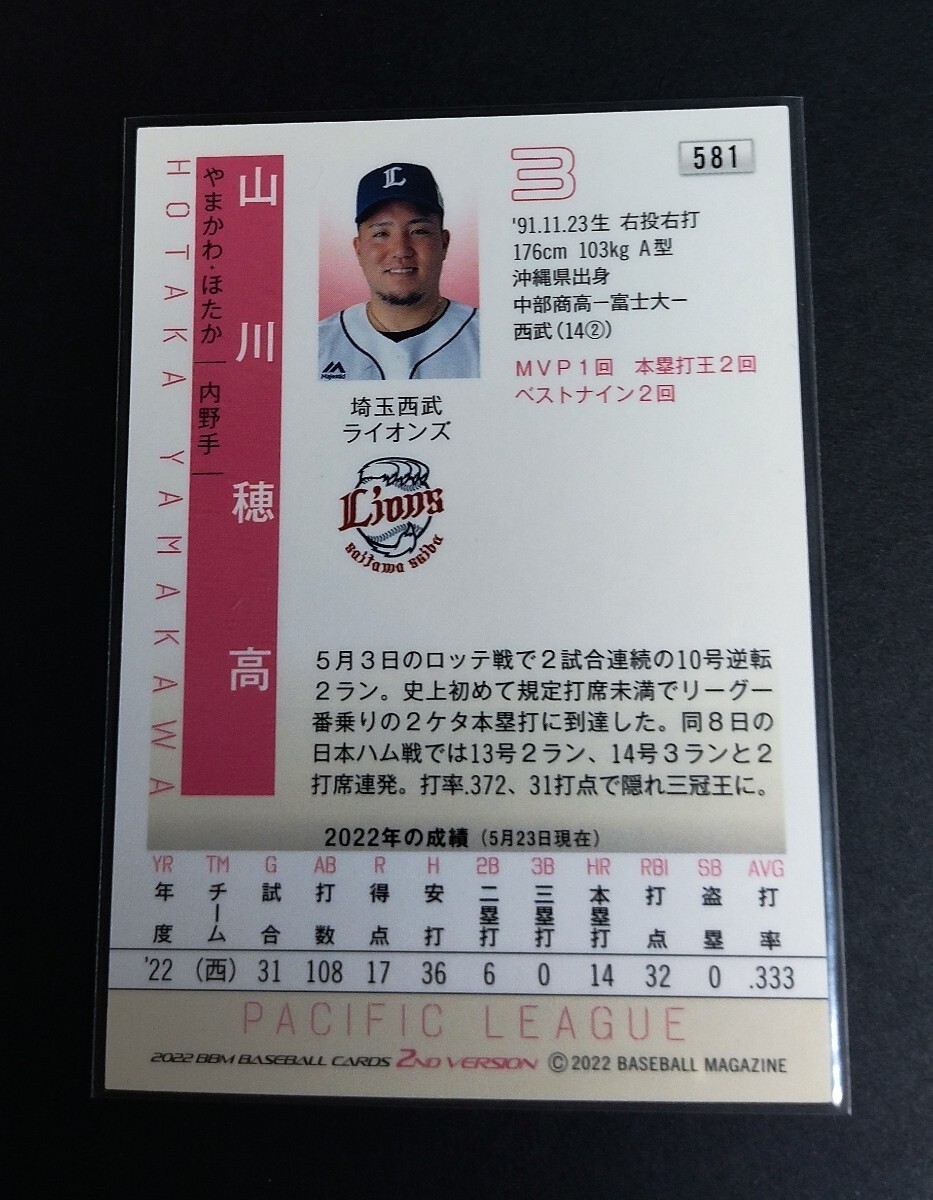 581
HOTAKA YAMAKAWA
やまかわ・ほたか
内野手
山川穂高
L
Majestic
埼玉西武
ライオンズ
Lions
saitama seibu
3
'91.11.23生 右投右打
176cm 103kg A型
沖縄県出身
中部商高ー富士大ー
西武(14②)
MVP1回 本塁打王2回
ベストナイン2回
5月3日のロッテ戦で2試合連続の10号逆転
2ラン。史上初めて規定打席未満でリーグ一
番乗りの2ケタ本塁打に到達した。同8日の
日本ハム戦では13号2ラン、14号3ランと2
打席連発。打率.372、31打点で隠れ三冠王に。
2022年の成績(5月23日現在)
YR TM G AB R H 2B 3B HR RBI SB AVG
年度 チーム 試合 打数 得点 安打 二塁打 三塁打 本塁打 打点 盗塁 打率
'22 (西) 31 108 17 36 6 0 14 32 0 .333
PACIFIC LEAGUE
2022 BBM BASEBALL CARDS 2ND VERSION ©2022 BASEBALL MAGAZINE